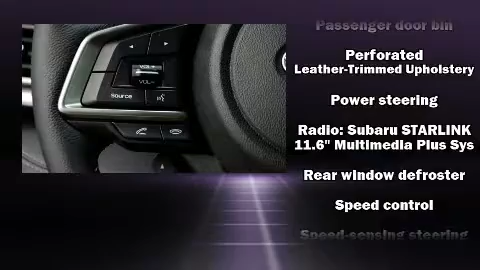 VOL+
VOL-
Source
Passenger door bin
Perforated
Leather-Trimmed Upholstery
Power steering
Radio: Subaru STARLINK
11.6" Multimedia Plus Sys
Rear window defroster
Speed control
Speed-sensing steering